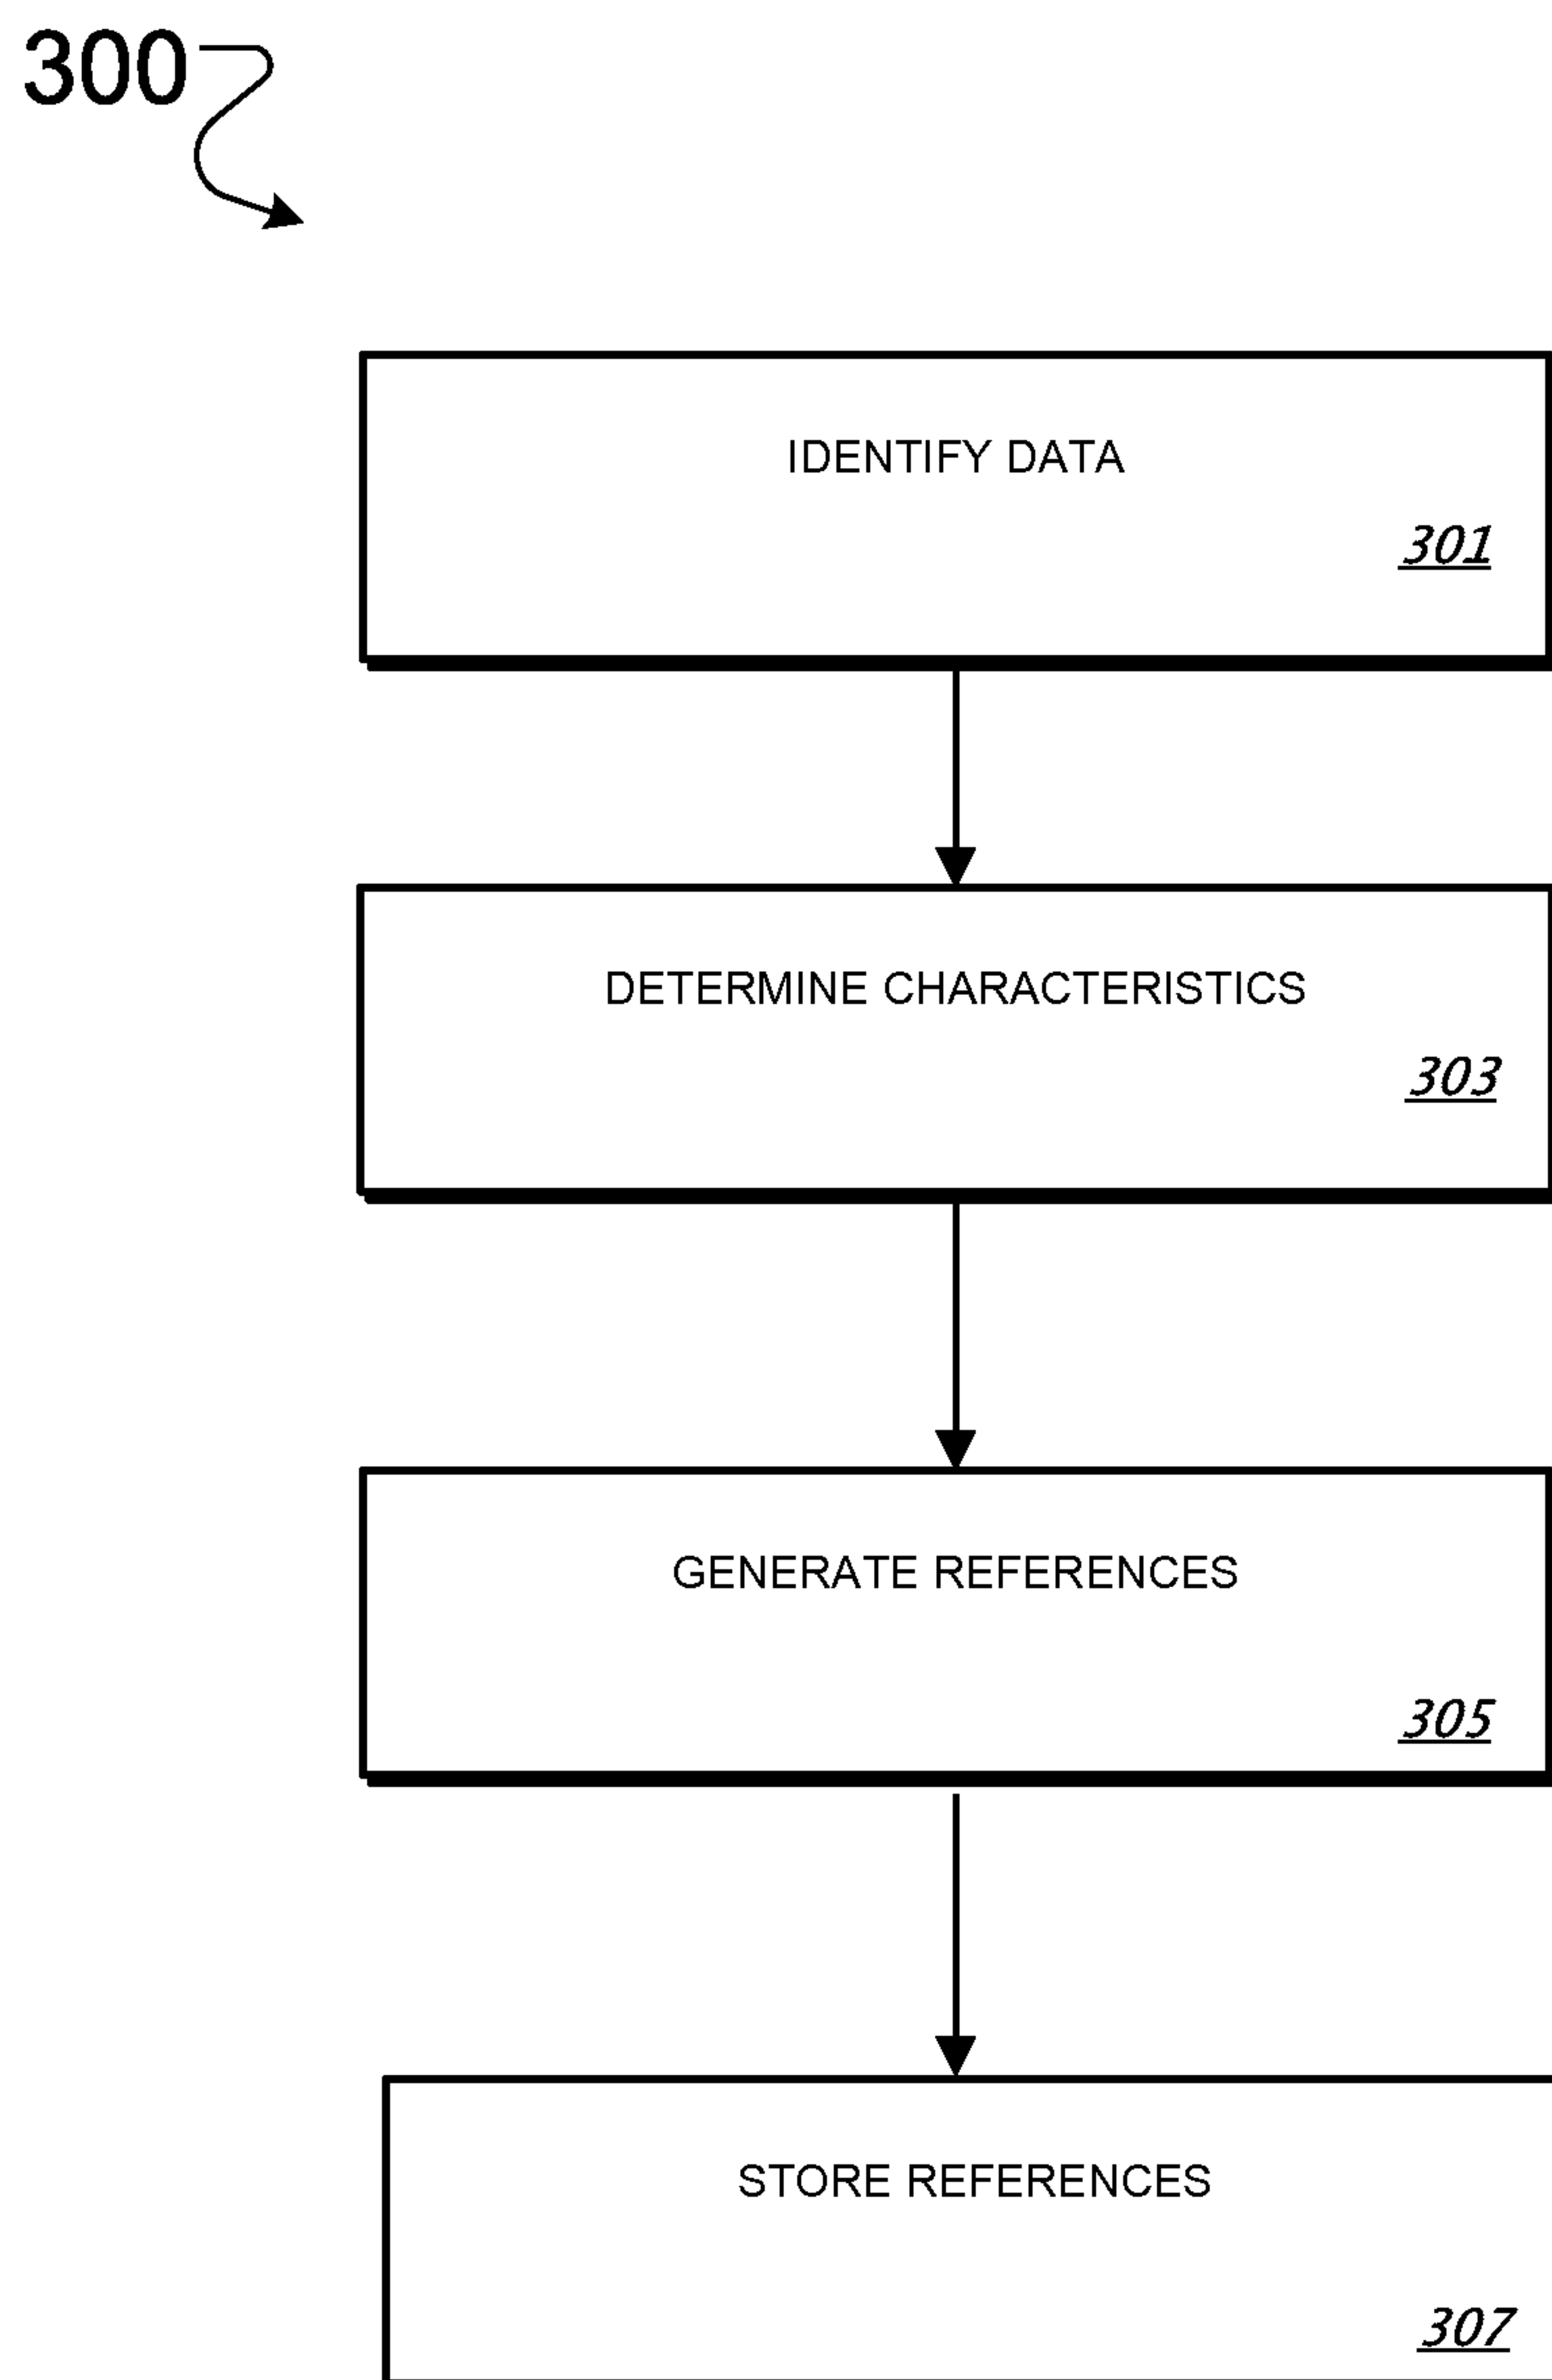 300
IDENTIFY DATA
301
DETERMINE CHARACTERISTICS
303
GENERATE REFERENCES
305
STORE REFERENCES
307